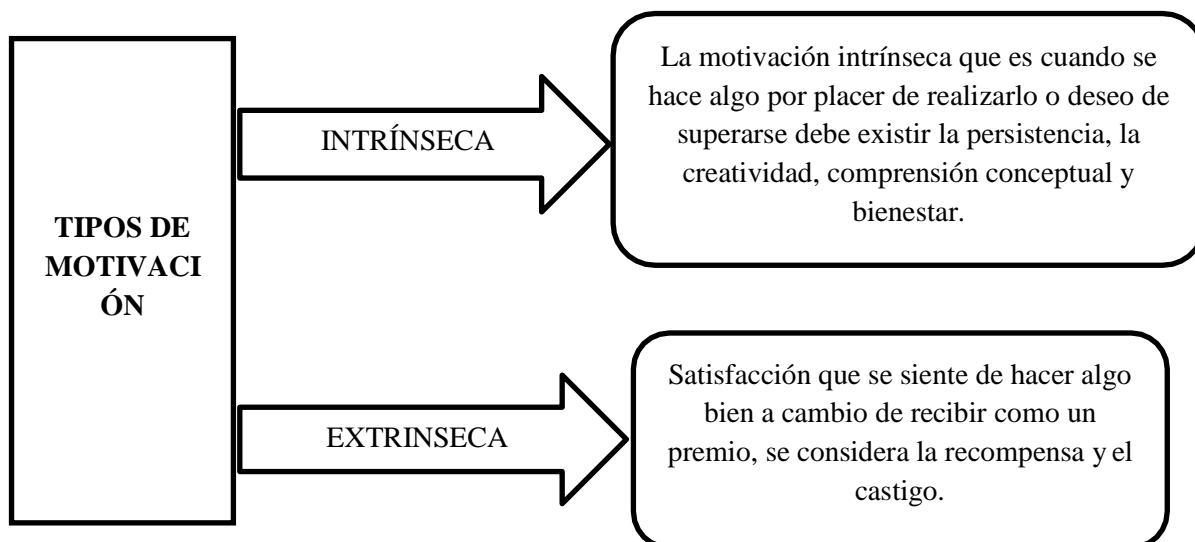 TIPOS DE
MOTIVACI
ÓN
INTRÍNSECA
La motivación intrínseca que es cuando se
hace algo por placer de realizarlo o deseo de
superarse debe existir la persistencia, la
creatividad, comprensión conceptual y
bienestar.
EXTRINSECA
Satisfacción que se siente de hacer algo
bien a cambio de recibir como un
premio, se considera la recompensa y el
castigo.